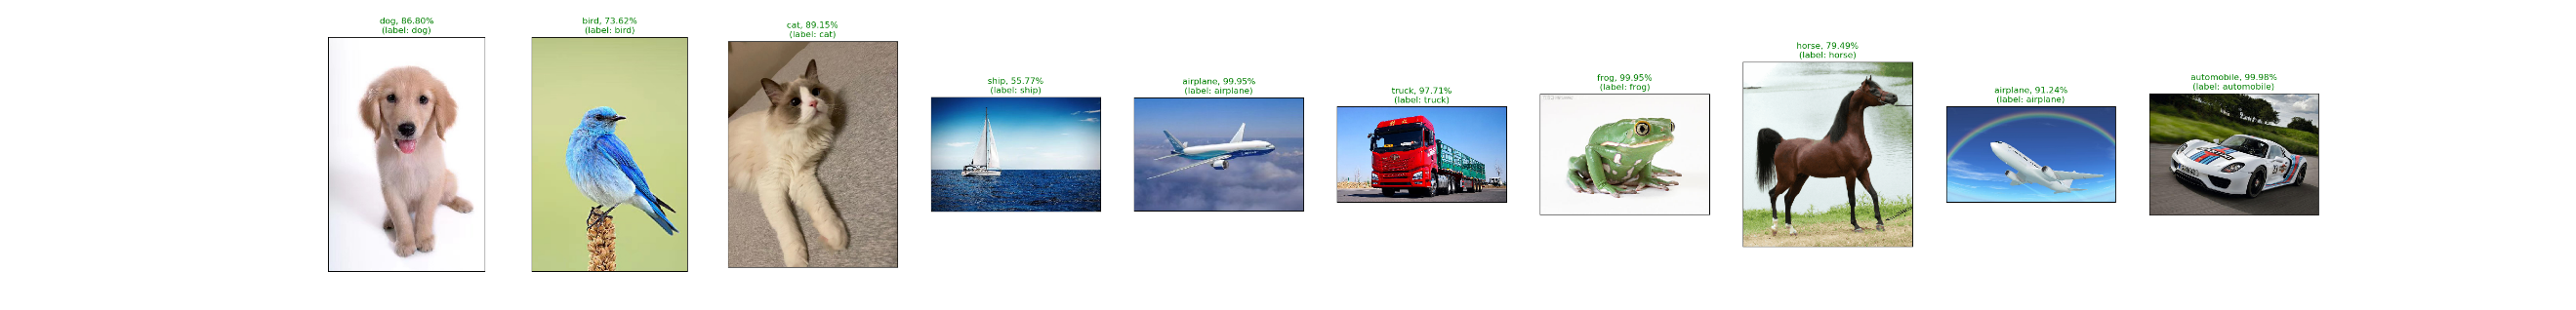 dog, 86.80%
(label: dog)
bird, 73.62%
(label: bird)
cat, 89.15%
(label: cat)
ship, 55.77%
(label: ship)
airplane, 99.95%
(label: airplane)
truck, 97.71%
(label: truck)
frog, 99.95%
(label: frog)
horse, 79.49%
(label: horse)
airplane, 91.24%
(label: airplane)
automobile, 99.98%
(label: automobile)